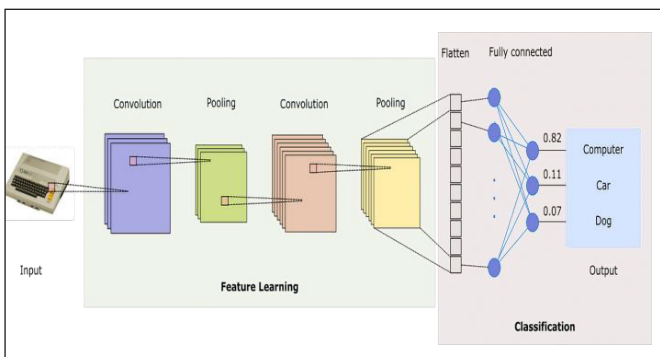 Flatten
Fully connected
Convolution
Pooling
Convolution
Pooling
0.82
Computer
0.11
Car
0.07
Dog
Input
Output
Feature Learning
Classification